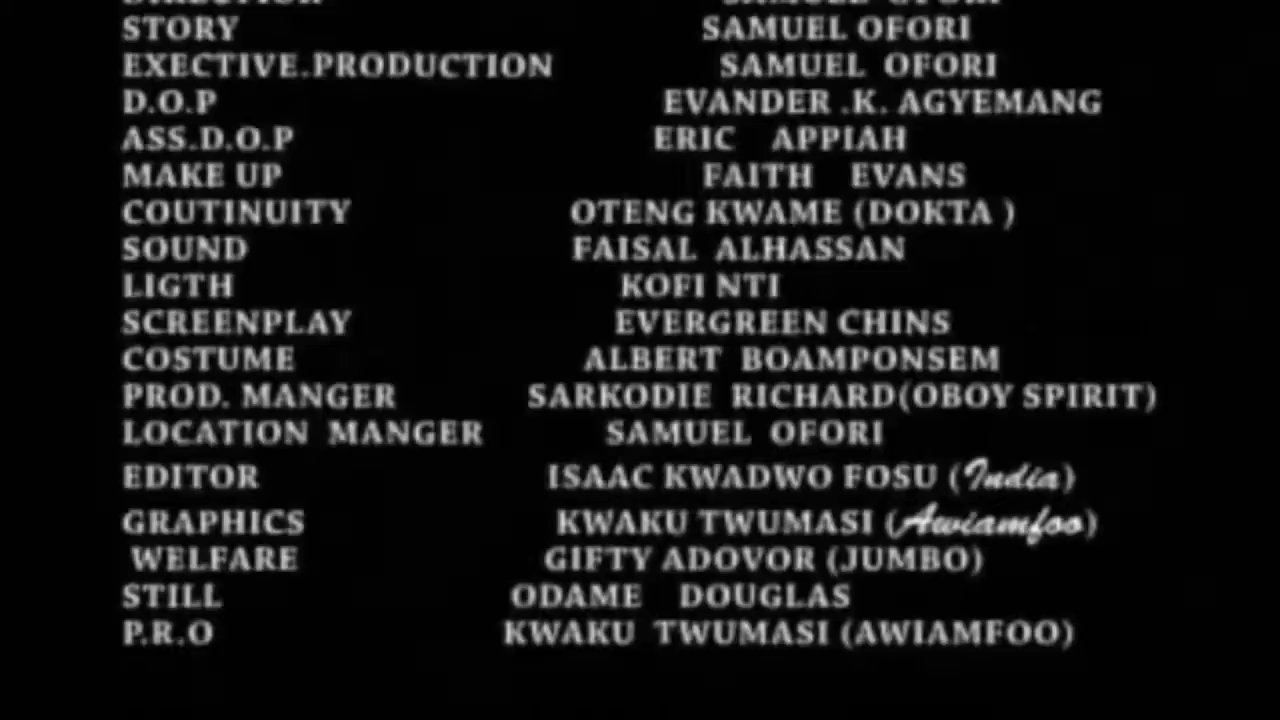 DIRECTION SAMUEL OFORI
STORY SAMUEL OFORI
EXECTIVE.PRODUCTION SAMUEL OFORI
D.O.P EVANDER .K. AGYEMANG
ASS.D.O.P ERIC APPIAH
MAKE UP FAITH EVANS
COUTINUITY OTENG KWAME (DOKTA )
SOUND FAISAL ALHASSAN
LIGTH KOFI NTI
SCREENPLAY EVERGREEN CHINS
COSTUME ALBERT BOAMPONSEM
PROD. MANGER SARKODIE RICHARD(OBOY SPIRIT)
LOCATION MANGER SAMUEL OFORI
EDITOR ISAAC KWADWO FOSU (India)
GRAPHICS KWAKU TWUMASI (Awiamfoo)
WELFARE GIFTY ADOVOR (JUMBO)
STILL ODAME DOUGLAS
P.R.O KWAKU TWUMASI (AWIAMFOO)